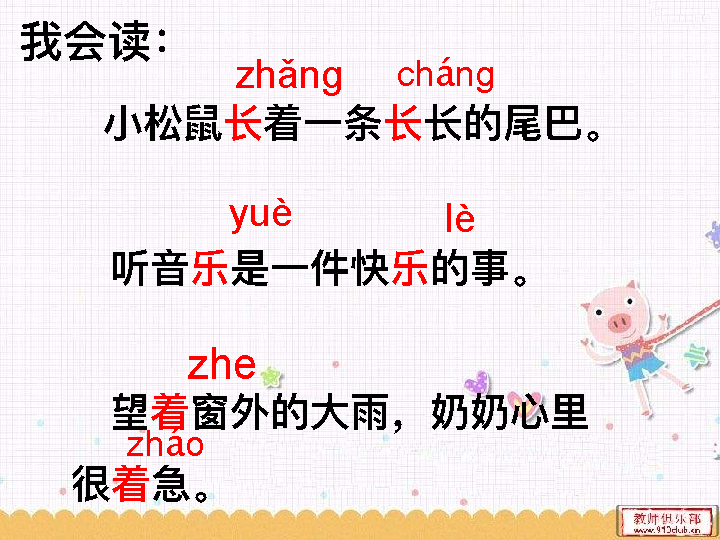 我会读：
zhǎng cháng
小松鼠长着一条长长的尾巴。
yuè lè
听音乐是一件快乐的事。
zhe
望着窗外的大雨，奶奶心里
zháo
很着急。
教师俱乐部
www.910club.cn